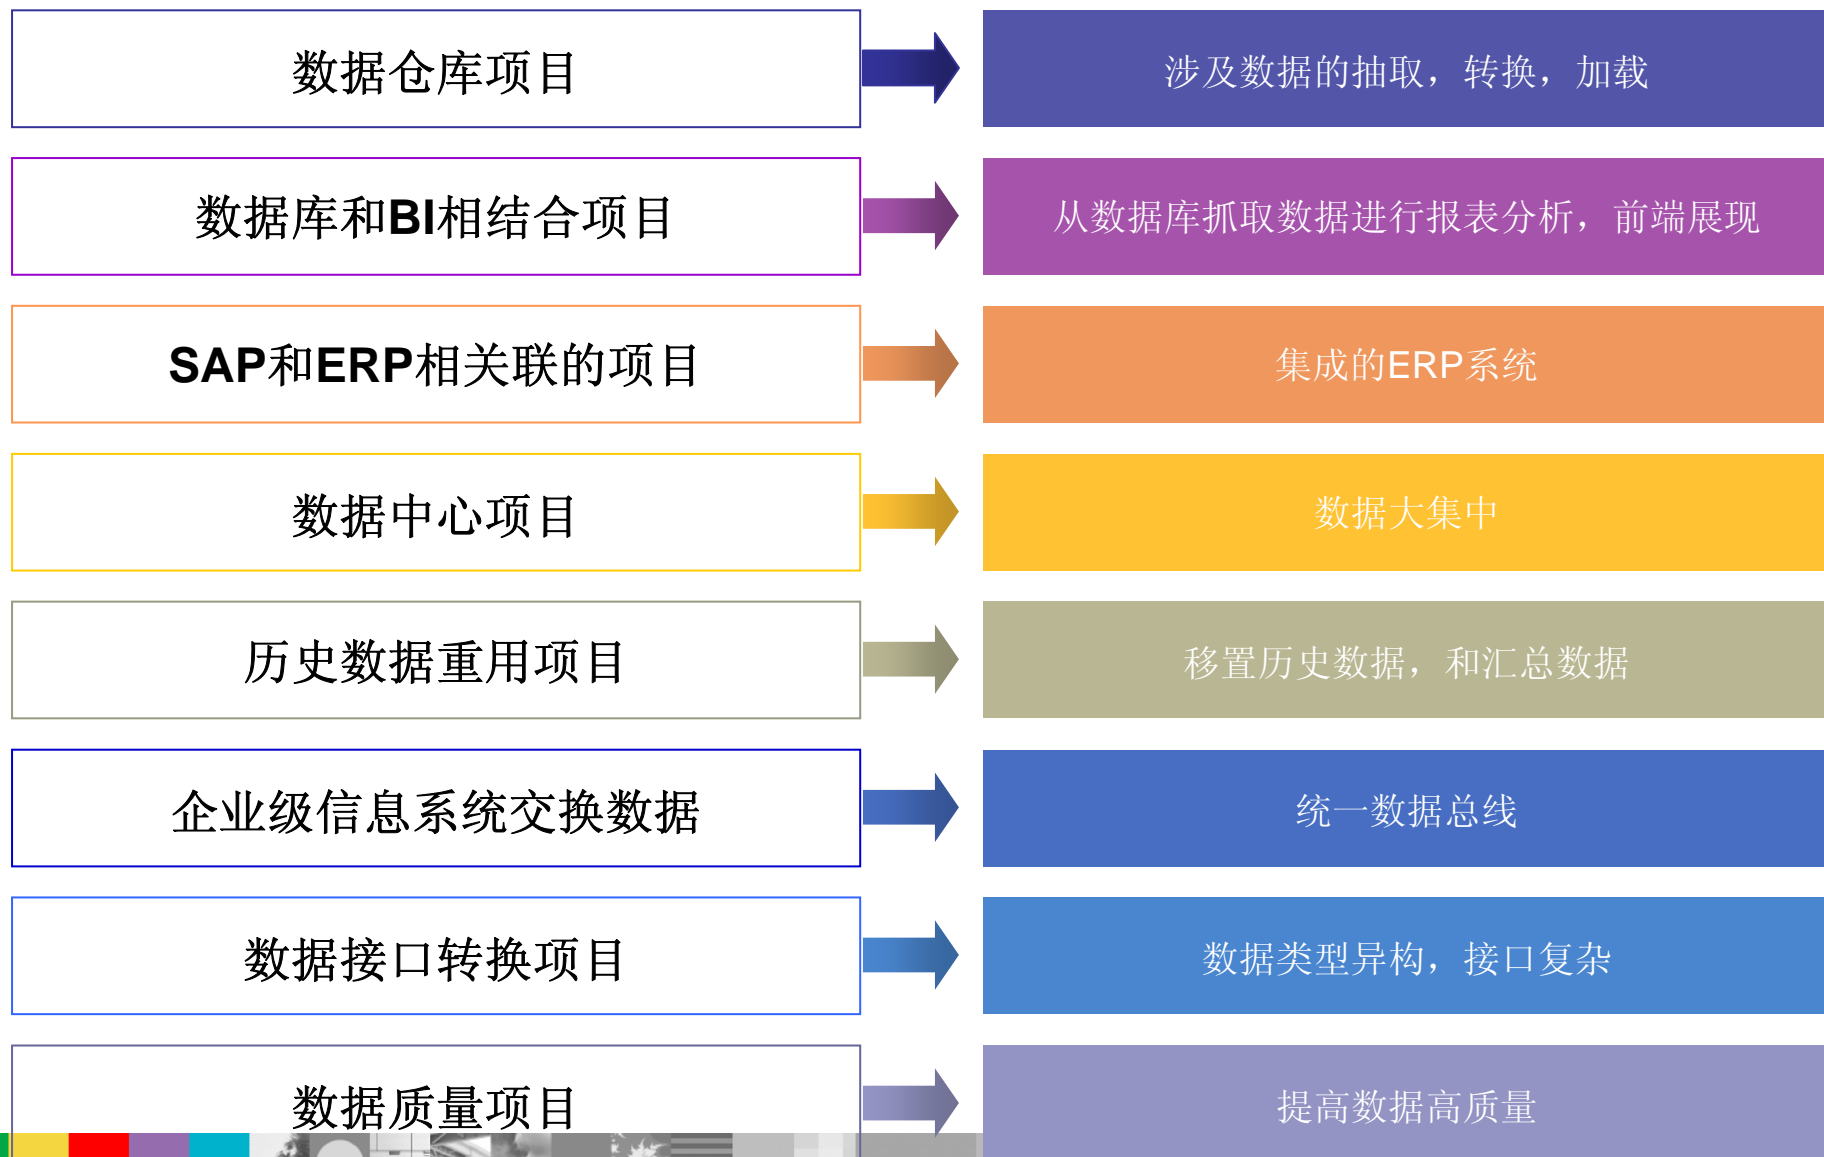 数据仓库项目
涉及数据的抽取，转换，加载
数据库和BI相结合项目
从数据库抓取数据进行报表分析，前端展现
SAP和ERP相关联的项目
集成的ERP系统
数据中心项目
数据大集中
历史数据重用项目
移置历史数据，和汇总数据
企业级信息系统交换数据
统一数据总线
数据接口转换项目
数据类型异构，接口复杂
数据质量项目
提高数据高质量